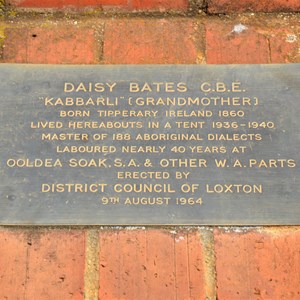 DAISY BATES C.B.E.
"KABBARLI" (GRANDMOTHER)
BORN TIPPERARY IRELAND 1860
LIVED HEREABOUTS IN A TENT 1936-1940
MASTER OF 188 ABORIGINAL DIALECTS
LABOURED NEARLY 40 YEARS AT
OOLDEA SOAK, S.A. & OTHER W.A. PARTS
ERECTED BY
DISTRICT COUNCIL OF LOXTON
9TH AUGUST 1964